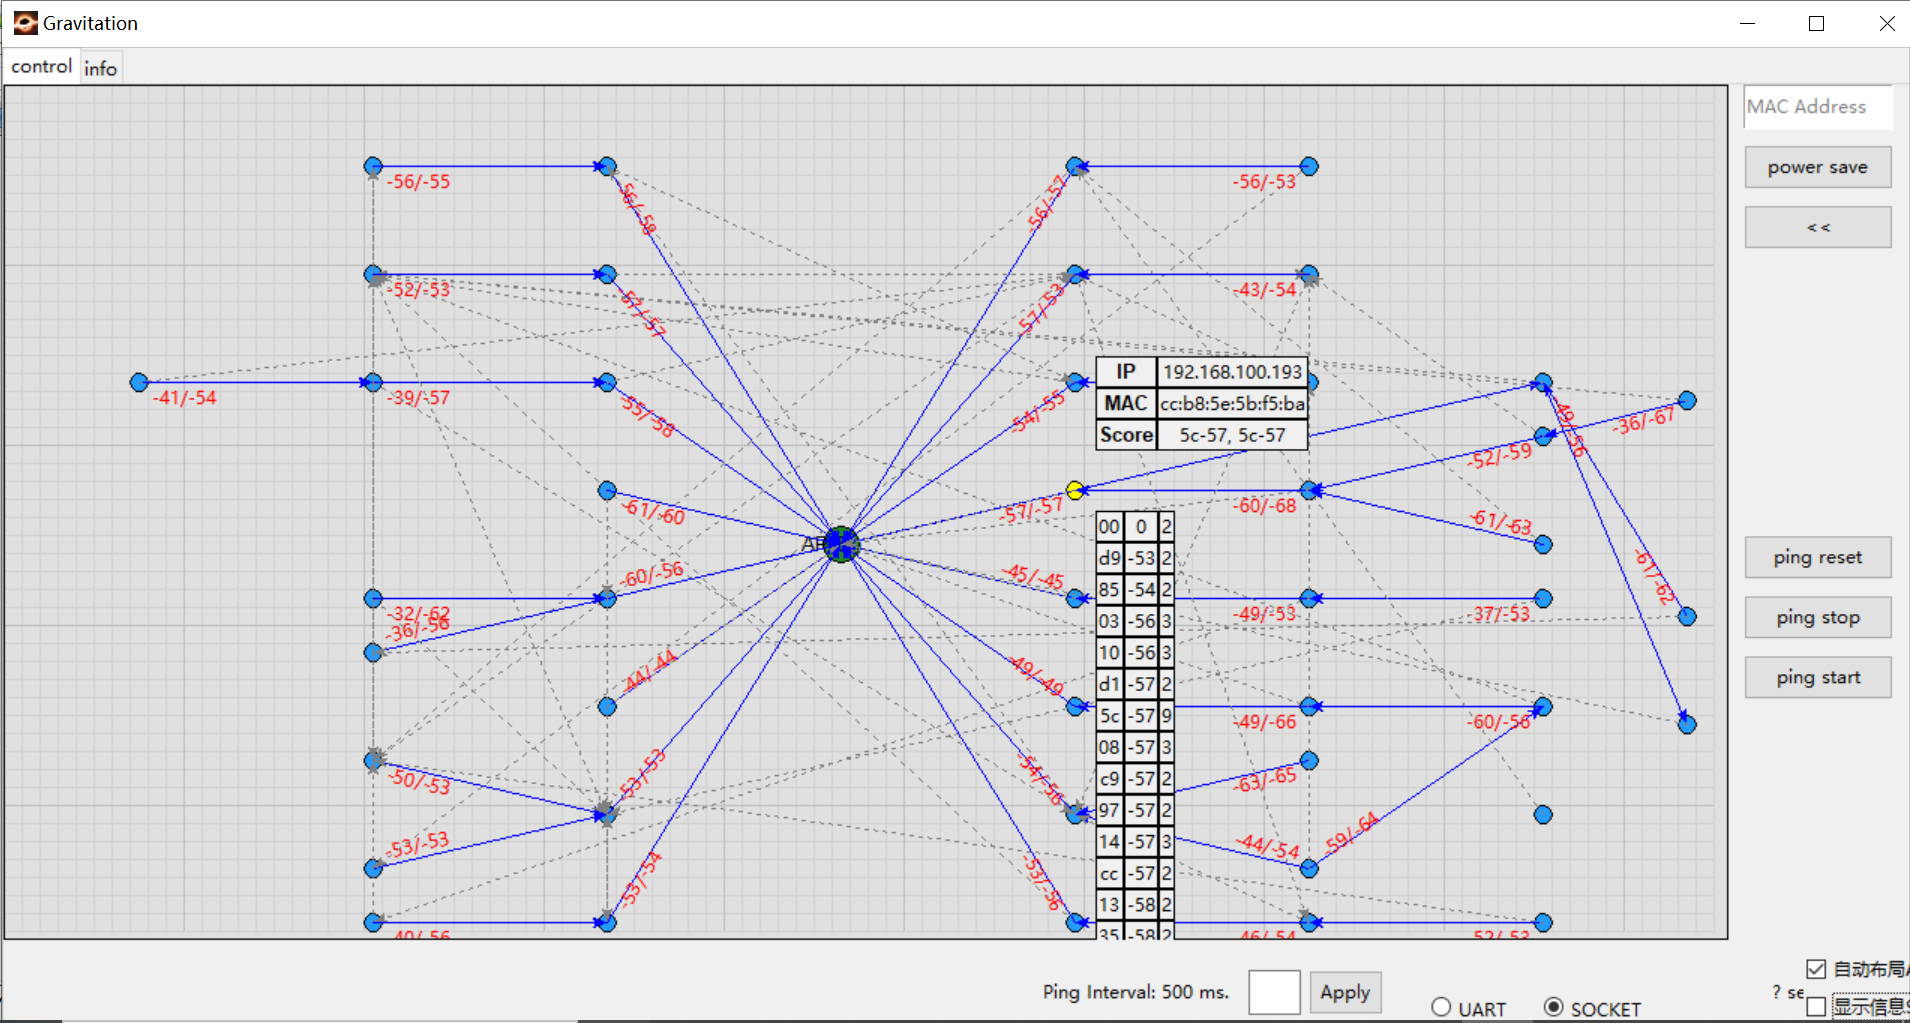 Gravitation
control info
MAC Address
power save
<<
ping reset
ping stop
ping start
-56/-55
-56/-58
-56/-57
-56/-53
-52/-53
-57/-57
-57/-53
-43/-54
-41/-54
-39/-57
-55/-58
-54/-55
IP 192.168.100.193
MAC cc:b8:5e:5b:f5:ba
Score 5c-57, 5c-57
-49/-56
-36/-67
-52/-59
-61/-60
-57/-57
-60/-68
-61/-63
-60/-56
-45/-45
-61/-62
-32/-62
-36/-56
-49/-53
-37/-53
-44/-44
-49/-49
-49/-66
-60/-56
-50/-53
-53/-53
-54/-56
-63/-65
-53/-53
-44/-54
-59/-64
-53/-54
-53/-56
-40/-56
-46/-54
-52/-53
00 0 2
d9 -53 2
85 -54 2
03 -56 3
10 -56 3
d1 -57 2
5c -57 9
08 -57 3
c9 -57 2
97 -57 2
14 -57 3
cc -57 2
13 -58 2
35 -58 2
Ping Interval: 500 ms.
Apply
UART
SOCKET
? se
自动布局
显示信息